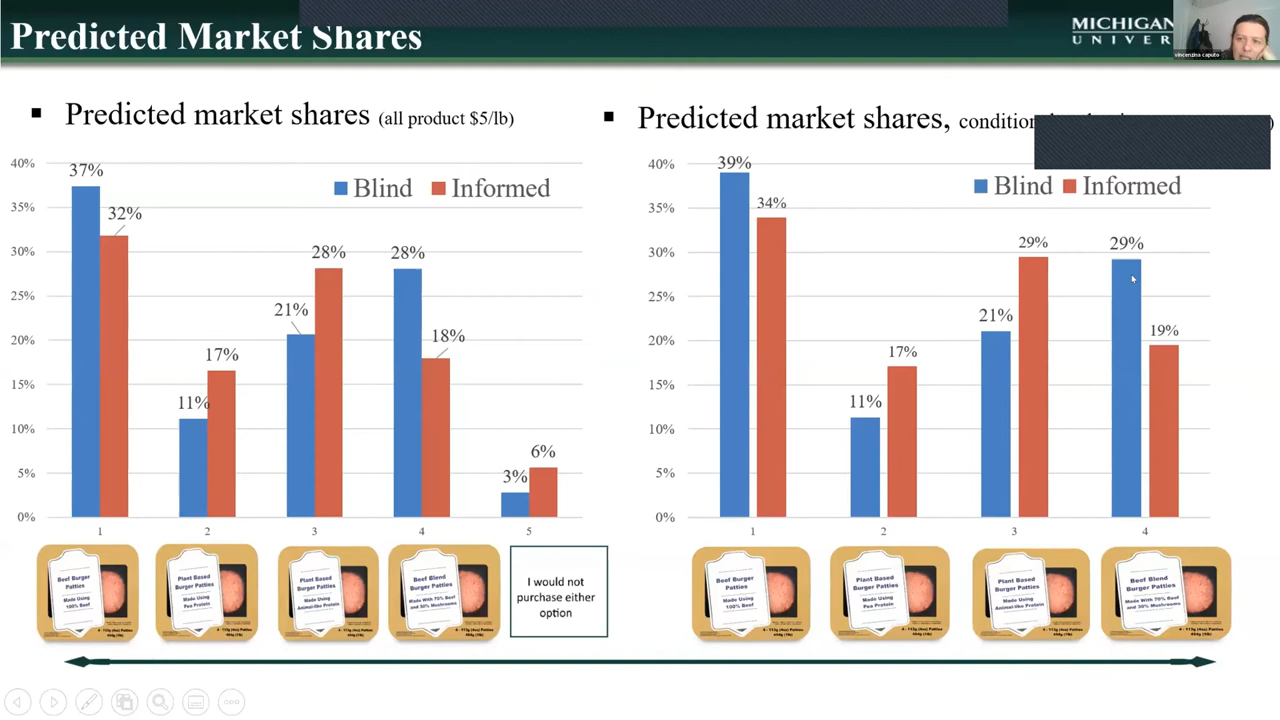 Predicted Market Shares
MICHIGAN
UNIVER
vincenzina caputo
▪ Predicted market shares (all product $5/lb)
40%
35%
30%
25%
20%
15%
10%
5%
0%
Blind
Informed
37%
32%
11%
17%
21%
28%
28%
18%
3%
6%
1
2
3
4
5
Beef Burger
Patties
Made Using
100% Beef
Plant Based
Burger Patties
Made Using
Pea Protein
Plant Based
Burger Patties
Made Using
Animal-like Protein
Beef Blend
Burger Patties
Made With 70% Beef
and 30% Mushrooms
I would not
purchase either
option
▪ Predicted market shares,
)
40%
35%
30%
25%
20%
15%
10%
5%
0%
Blind
Informed
39%
34%
11%
17%
21%
29%
29%
19%
1
2
3
4
Beef Burger
Patties
Made Using
100% Beef
Plant Based
Burger Patties
Made Using
Pea Protein
Plant Based
Burger Patties
Made Using
Animal-like Protein
Beef Blend
Burger Patties
Made With 70% Beef
and 30% Mushrooms